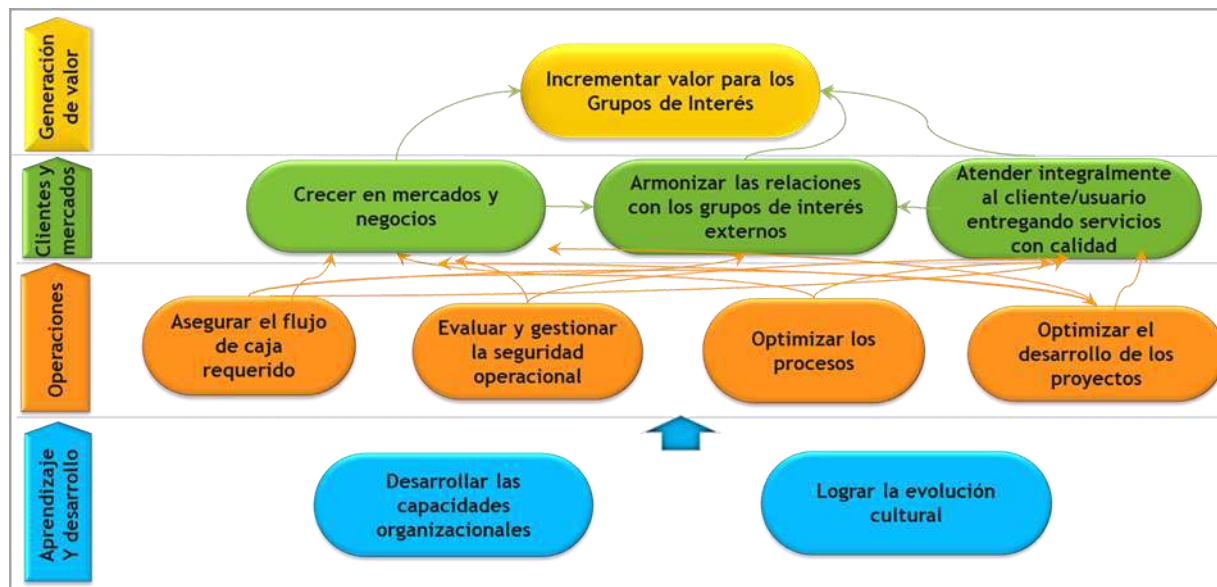 Generación
de valor
Incrementar valor para los
Grupos de Interés
Clientes y
mercados
Crecer en mercados y
negocios
Armonizar las relaciones
con los grupos de interés
externos
Atender integralmente
al cliente/usuario
entregando servicios
con calidad
Operaciones
Asegurar el flujo
de caja
requerido
Evaluar y gestionar
la seguridad
operacional
Optimizar los
procesos
Optimizar el
desarrollo de los
proyectos
Aprendizaje
Y desarrollo
Desarrollar las
capacidades
organizacionales
Lograr la evolución
cultural